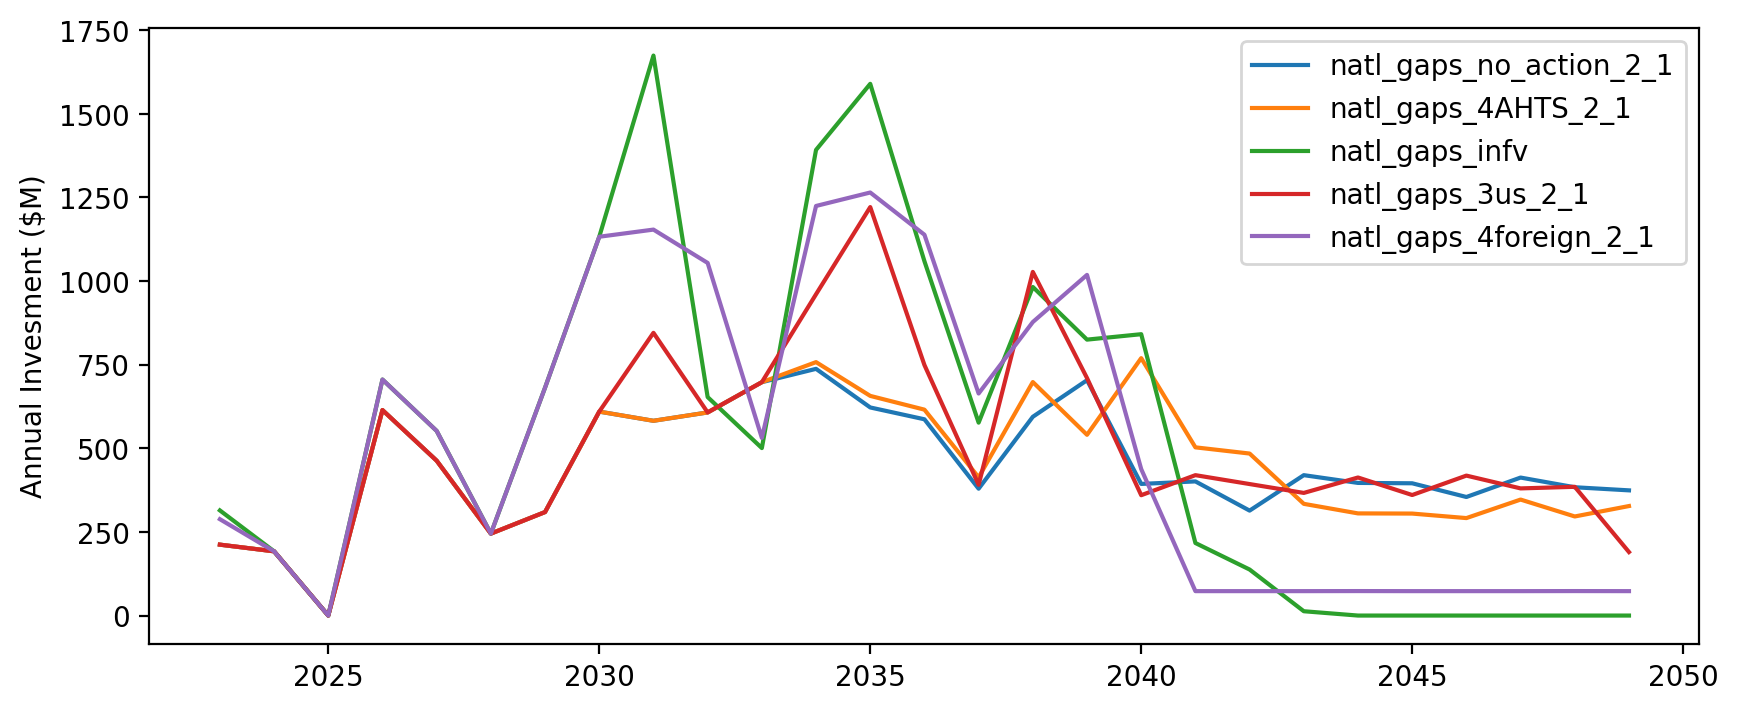 Annual Invesment ($M)
1750
1500
1250
1000
750
500
250
0
2025
2030
2035
2040
2045
2050
natl_gaps_no_action_2_1
natl_gaps_4AHTS_2_1
natl_gaps_infv
natl_gaps_3us_2_1
natl_gaps_4foreign_2_1